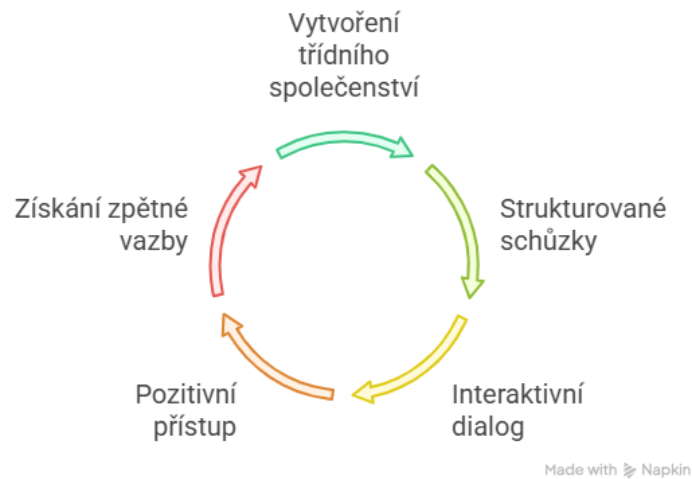 Vytvoření
třídního
společenství
Strukturované
schůzky
Interaktivní
dialog
Pozitivní
přístup
Získání zpětné
vazby
Made with Napkin